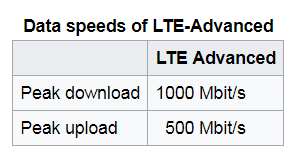 Data speeds of LTE-Advanced
LTE Advanced
Peak download 1000 Mbit/s
Peak upload 500 Mbit/s